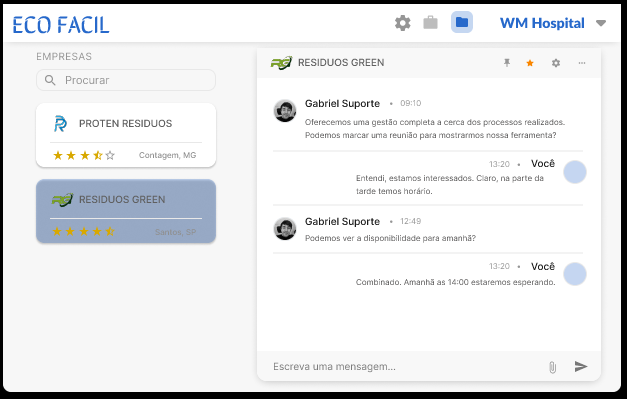 ECO FACIL
WM Hospital
EMPRESAS
Procurar
PROTEN RESIDUOS
Contagem, MG
RESIDUOS GREEN
Santos, SP
RESIDUOS GREEN
Gabriel Suporte • 09:10
Oferecemos uma gestão completa a cerca dos processos realizados.
Podemos marcar uma reunião para mostrarmos nossa ferramenta?
13:20 • Você
Entendi, estamos interessados. Claro, na parte da
tarde temos horário.
Gabriel Suporte • 12:49
Podemos ver a disponibilidade para amanhã?
13:20 • Você
Combinado. Amanhã as 14:00 estaremos esperando.
Escreva uma mensagem...